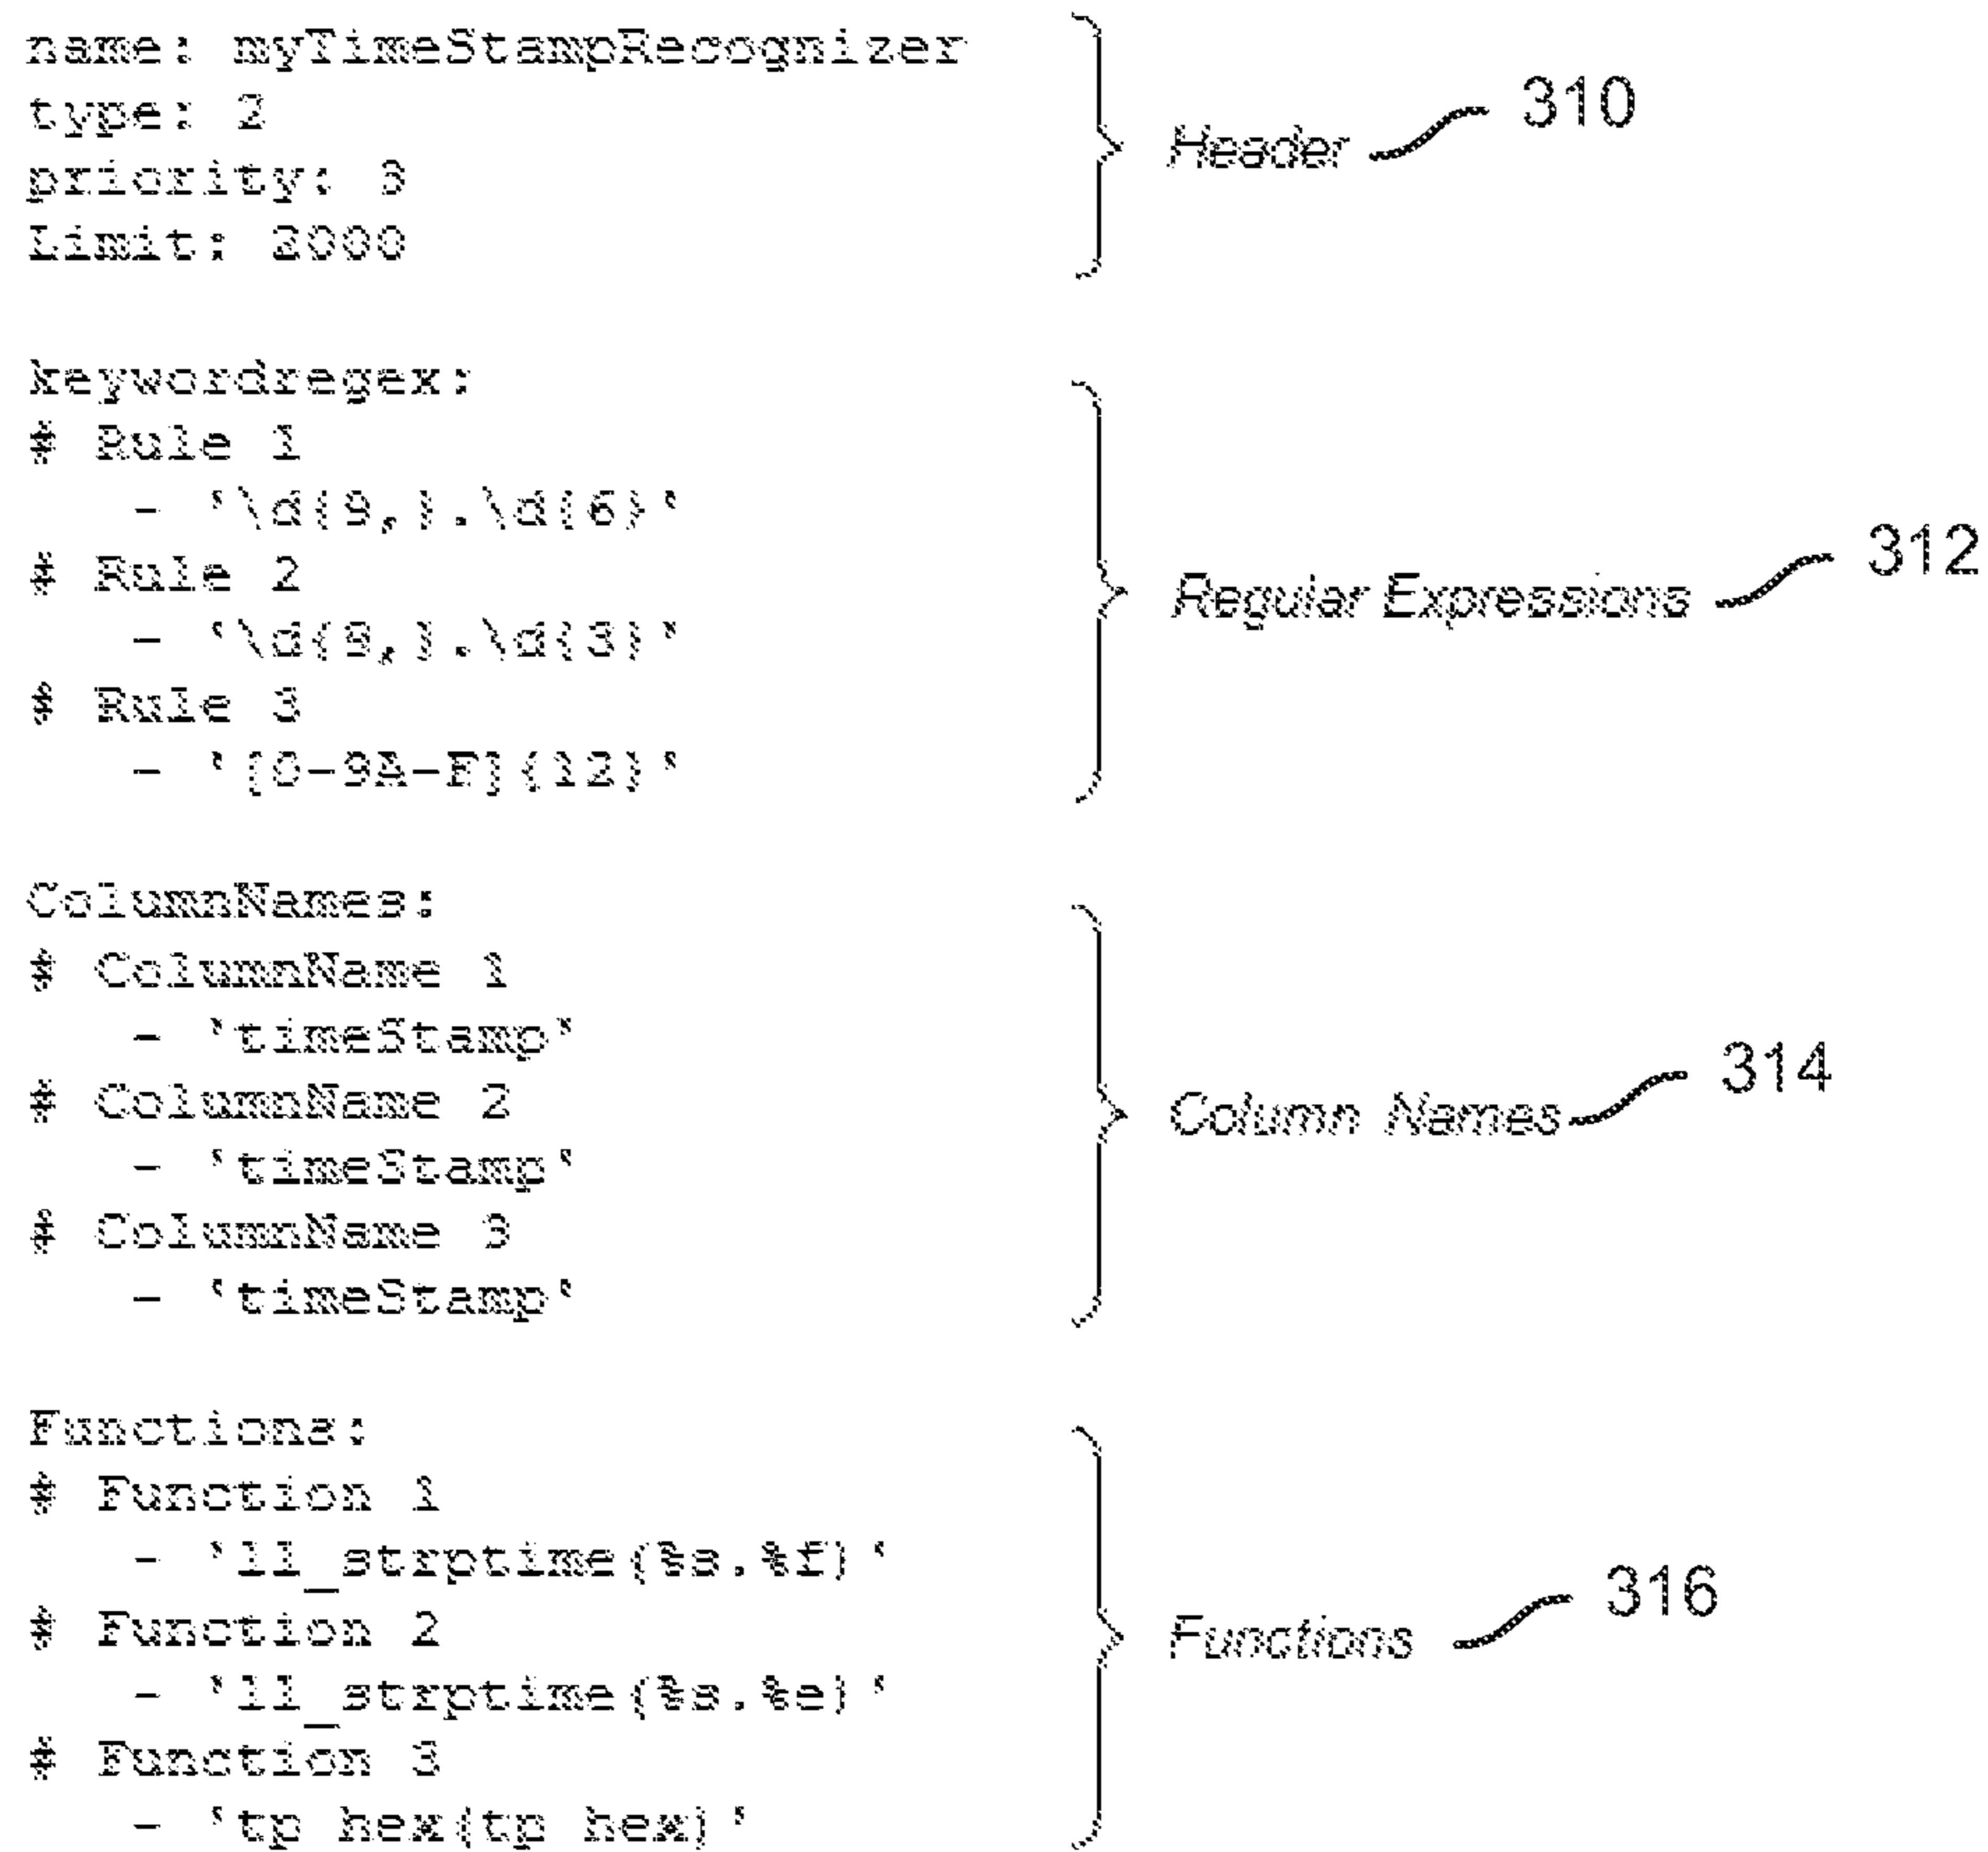 name: myTimeStampRecognizer
type: 2
priority: 3
Limit: 2000
Header
310
keywordregex:
# Rule 1
- '\d{9,}.\d{6}'
# Rule 2
- '\d{9,}.\d{3}'
# Rule 3
- '[0-9A-F]{12}'
Regular Expressions
312
ColumnNames:
# ColumnName 1
- 'timeStamp'
# ColumnName 2
- 'timeStamp'
# ColumnName 3
- 'timeStamp'
Column Names
314
Functions:
# Function 1
- 'll_strptime(%s.%f)'
# Function 2
- 'll_strptime(%s.%e)'
# Function 3
- 'tp hex(tp hex)'
Functions
316